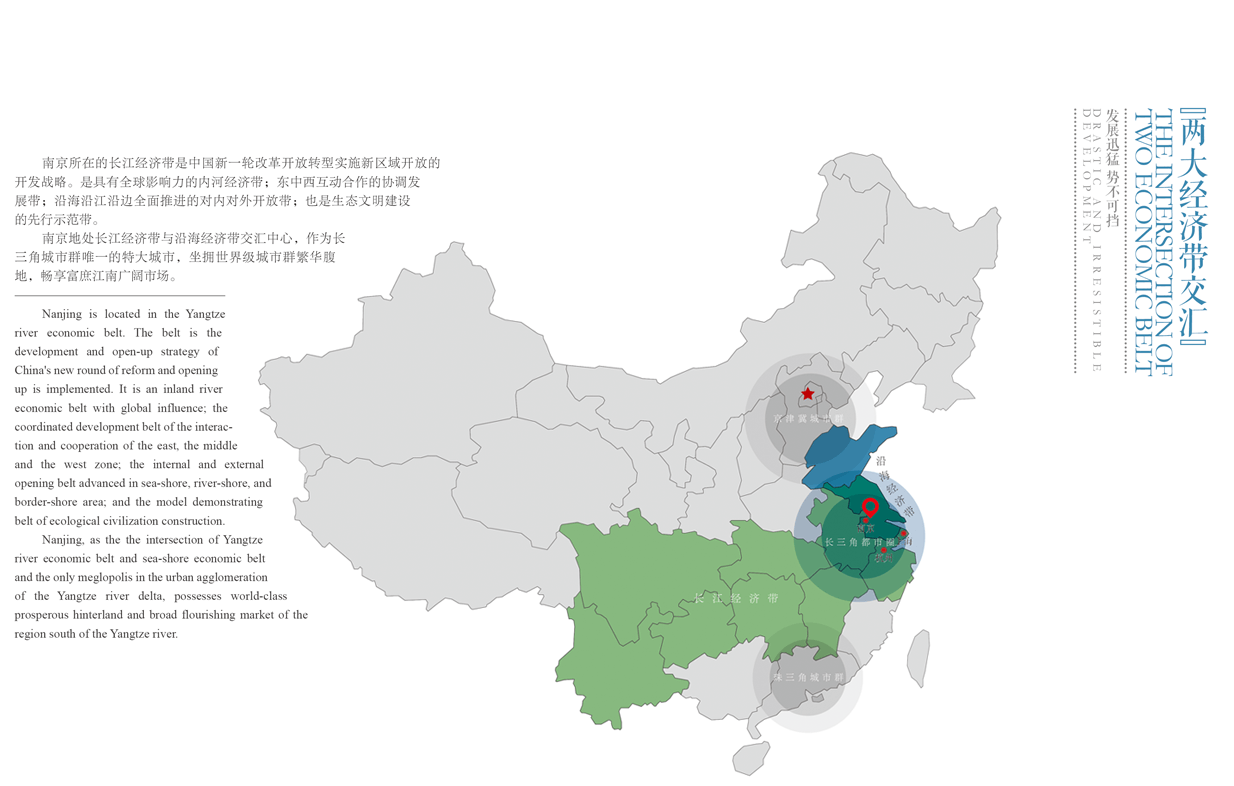 南京所在的长江经济带是中国新一轮改革开放转型实施新区域开放的
开发战略。是具有全球影响力的内河经济带；东中西互动合作的协调发
展带；沿海沿江沿边全面推进的对内对外开放带；也是生态文明建设
的先行示范带。
南京地处长江经济带与沿海经济带交汇中心，作为长
三角城市群唯一的特大城市，坐拥世界级城市群繁华腹
地，畅享富庶江南广阔市场。
Nanjing is located in the Yangtze
river economic belt. The belt is the
development and open-up strategy of
China's new round of reform and opening
up is implemented. It is an inland river
economic belt with global influence; the
coordinated development belt of the interac-
tion and cooperation of the east, the middle
and the west zone; the internal and external
opening belt advanced in sea-shore, river-shore, and
border-shore area; and the model demonstrating
belt of ecological civilization construction.
Nanjing, as the the intersection of Yangtze
river economic belt and sea-shore economic belt
and the only meglopolis in the urban agglomeration
of the Yangtze river delta, possesses world-class
prosperous hinterland and broad flourishing market of the
region south of the Yangtze river.
『两大经济带交汇』
THE INTERSECTION OF
TWO ECONOMIC BELT
发展迅猛 势不可挡
DRASTIC AND IRRESISTIBLE
DEVELOPMENT
京津冀城市群
沿海经济带
长三角都市圈
长江经济带
珠三角城市群